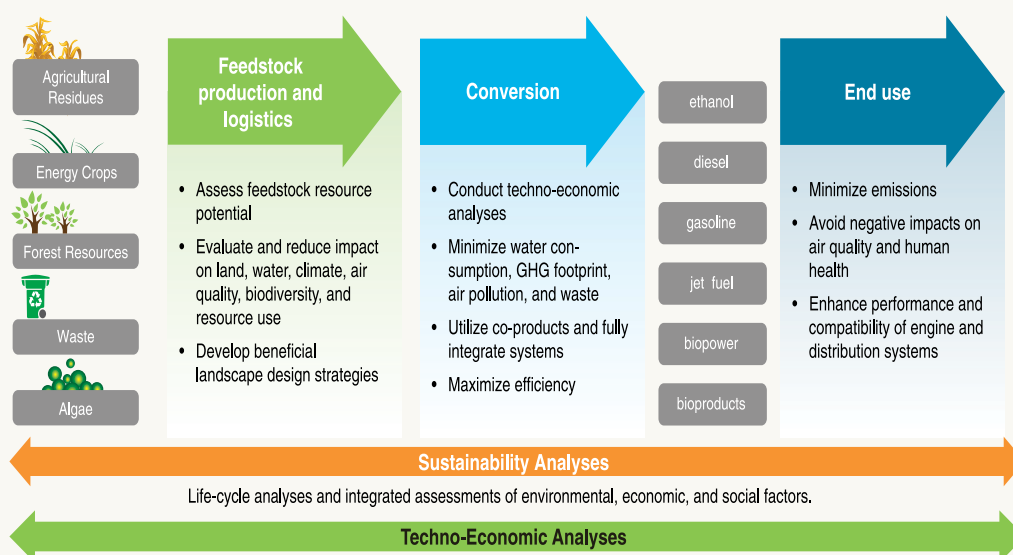 Agricultural
Residues
Energy Crops
Forest Resources
Waste
Algae
Feedstock
production and
logistics
• Assess feedstock resource
potential
• Evaluate and reduce impact
on land, water, climate, air
quality, biodiversity, and
resource use
• Develop beneficial
landscape design strategies
Conversion
• Conduct techno-economic
analyses
• Minimize water con-
sumption, GHG footprint,
air pollution, and waste
• Utilize co-products and fully
integrate systems
• Maximize efficiency
ethanol
diesel
gasoline
jet fuel
biopower
bioproducts
End use
• Minimize emissions
• Avoid negative impacts on
air quality and human
health
• Enhance performance and
compatibility of engine and
distribution systems
Sustainability Analyses
Life-cycle analyses and integrated assessments of environmental, economic, and social factors.
Techno-Economic Analyses